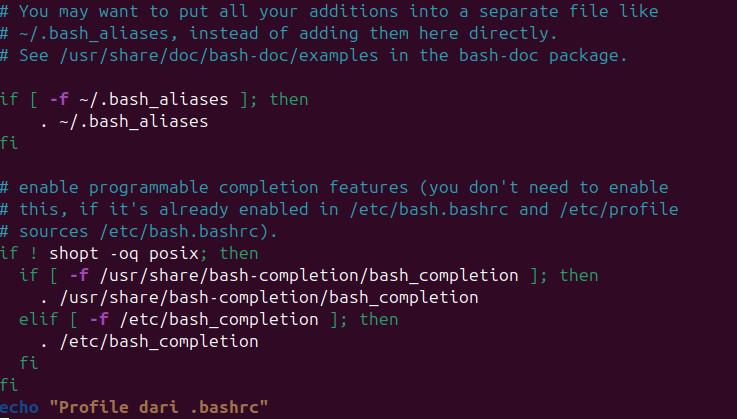 # You may want to put all your additions into a separate file like
# ~/.bash_aliases, instead of adding them here directly.
# See /usr/share/doc/bash-doc/examples in the bash-doc package.

if [ -f ~/.bash_aliases ]; then
    . ~/.bash_aliases
fi

# enable programmable completion features (you don't need to enable
# this, if it's already enabled in /etc/bash.bashrc and /etc/profile
# sources /etc/bash.bashrc).
if ! shopt -oq posix; then
  if [ -f /usr/share/bash-completion/bash_completion ]; then
    . /usr/share/bash-completion/bash_completion
  elif [ -f /etc/bash_completion ]; then
    . /etc/bash_completion
  fi
fi
echo "Profile dari .bashrc"